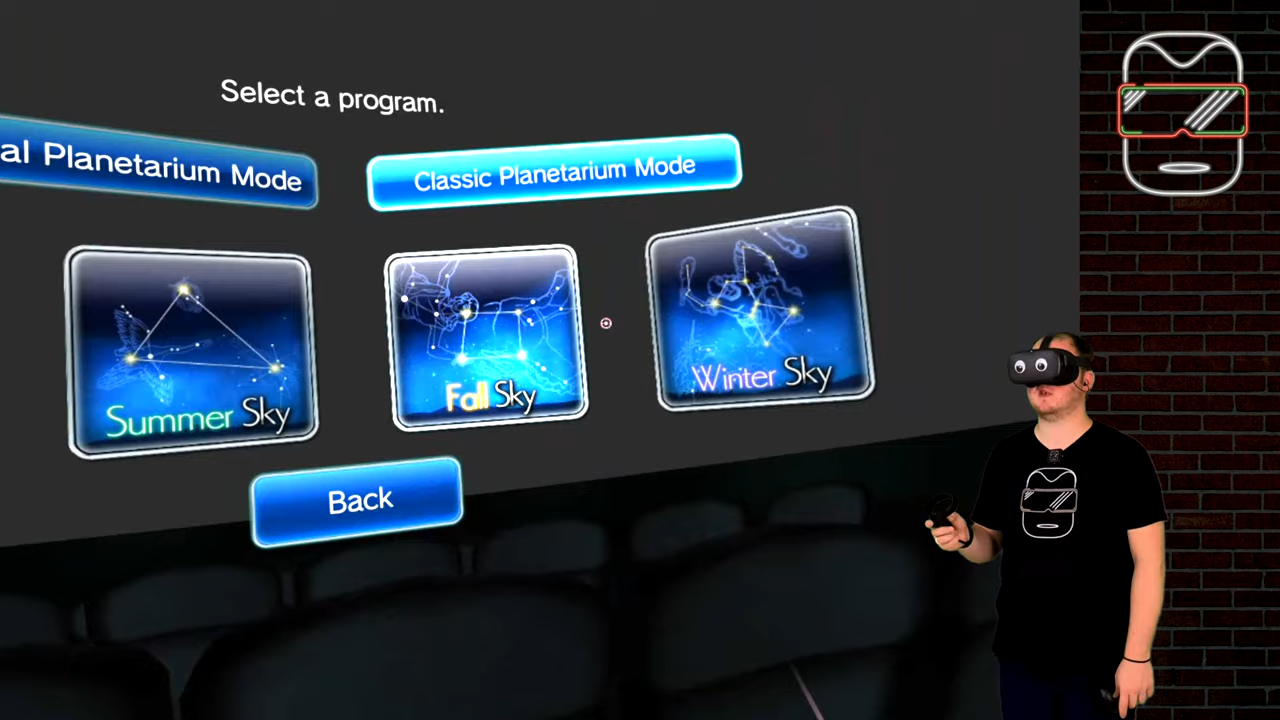 Select a program.
al Planetarium Mode
Classic Planetarium Mode
Summer Sky
Fall Sky
Winter Sky
Back